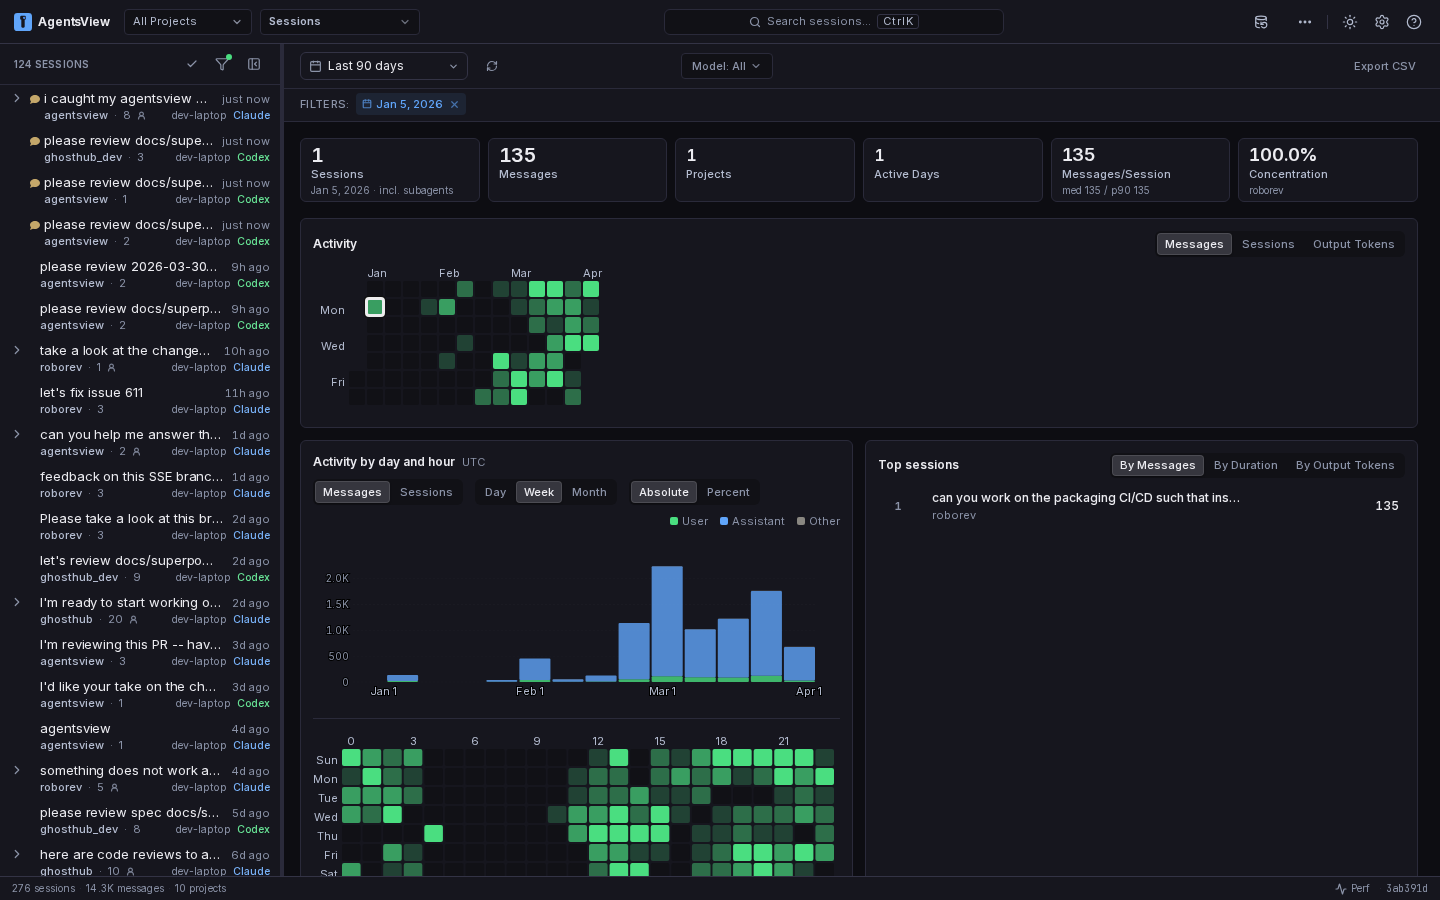 AgentsView
All Projects
Sessions
Search sessions... CtrlK
124 SESSIONS
Last 90 days
Model: All
Export CSV
FILTERS: Jan 5, 2026 ×
i caught my agentsview ... just now
agentsview · 8 dev-laptop Claude
please review docs/supe... just now
ghosthub_dev · 3 dev-laptop Codex
please review docs/supe... just now
agentsview · 1 dev-laptop Codex
please review docs/supe... just now
agentsview · 2 dev-laptop Codex
please review 2026-03-30... 9h ago
agentsview · 2 dev-laptop Codex
please review docs/superp... 9h ago
agentsview · 2 dev-laptop Codex
take a look at the change... 10h ago
roborev · 1 dev-laptop Claude
let's fix issue 611 11h ago
roborev · 3 dev-laptop Claude
can you help me answer th... 1d ago
agentsview · 2 dev-laptop Claude
feedback on this SSE branc... 1d ago
roborev · 3 dev-laptop Claude
Please take a look at this br... 2d ago
roborev · 3 dev-laptop Claude
let's review docs/superpo... 2d ago
ghosthub_dev · 9 dev-laptop Codex
I'm ready to start working o... 2d ago
ghosthub · 20 dev-laptop Claude
I'm reviewing this PR -- hav... 3d ago
agentsview · 3 dev-laptop Claude
I'd like your take on the ch... 3d ago
agentsview · 1 dev-laptop Codex
agentsview 4d ago
agentsview · 1 dev-laptop Claude
something does not work a... 4d ago
roborev · 5 dev-laptop Claude
please review spec docs/s... 5d ago
ghosthub_dev · 8 dev-laptop Codex
here are code reviews to a... 6d ago
ghosthub · 10 dev-laptop Claude
1
Sessions
Jan 5, 2026 · incl. subagents
135
Messages
1
Projects
1
Active Days
135
Messages/Session
med 135 / p90 135
100.0%
Concentration
roborev
Activity
Messages Sessions Output Tokens
Jan Feb Mar Apr
Mon
Wed
Fri
Activity by day and hour UTC
Messages Sessions Day Week Month Absolute Percent
User Assistant Other
2.0K
1.5K
1.0K
500
0
Jan 1 Feb 1 Mar 1 Apr 1
0 3 6 9 12 15 18 21
Sun
Mon
Tue
Wed
Thu
Fri
Sat
Top sessions
By Messages By Duration By Output Tokens
1 can you work on the packaging CI/CD such that ins... 135
roborev
276 sessions 14.3K messages 10 projects
Perf 3ab391d